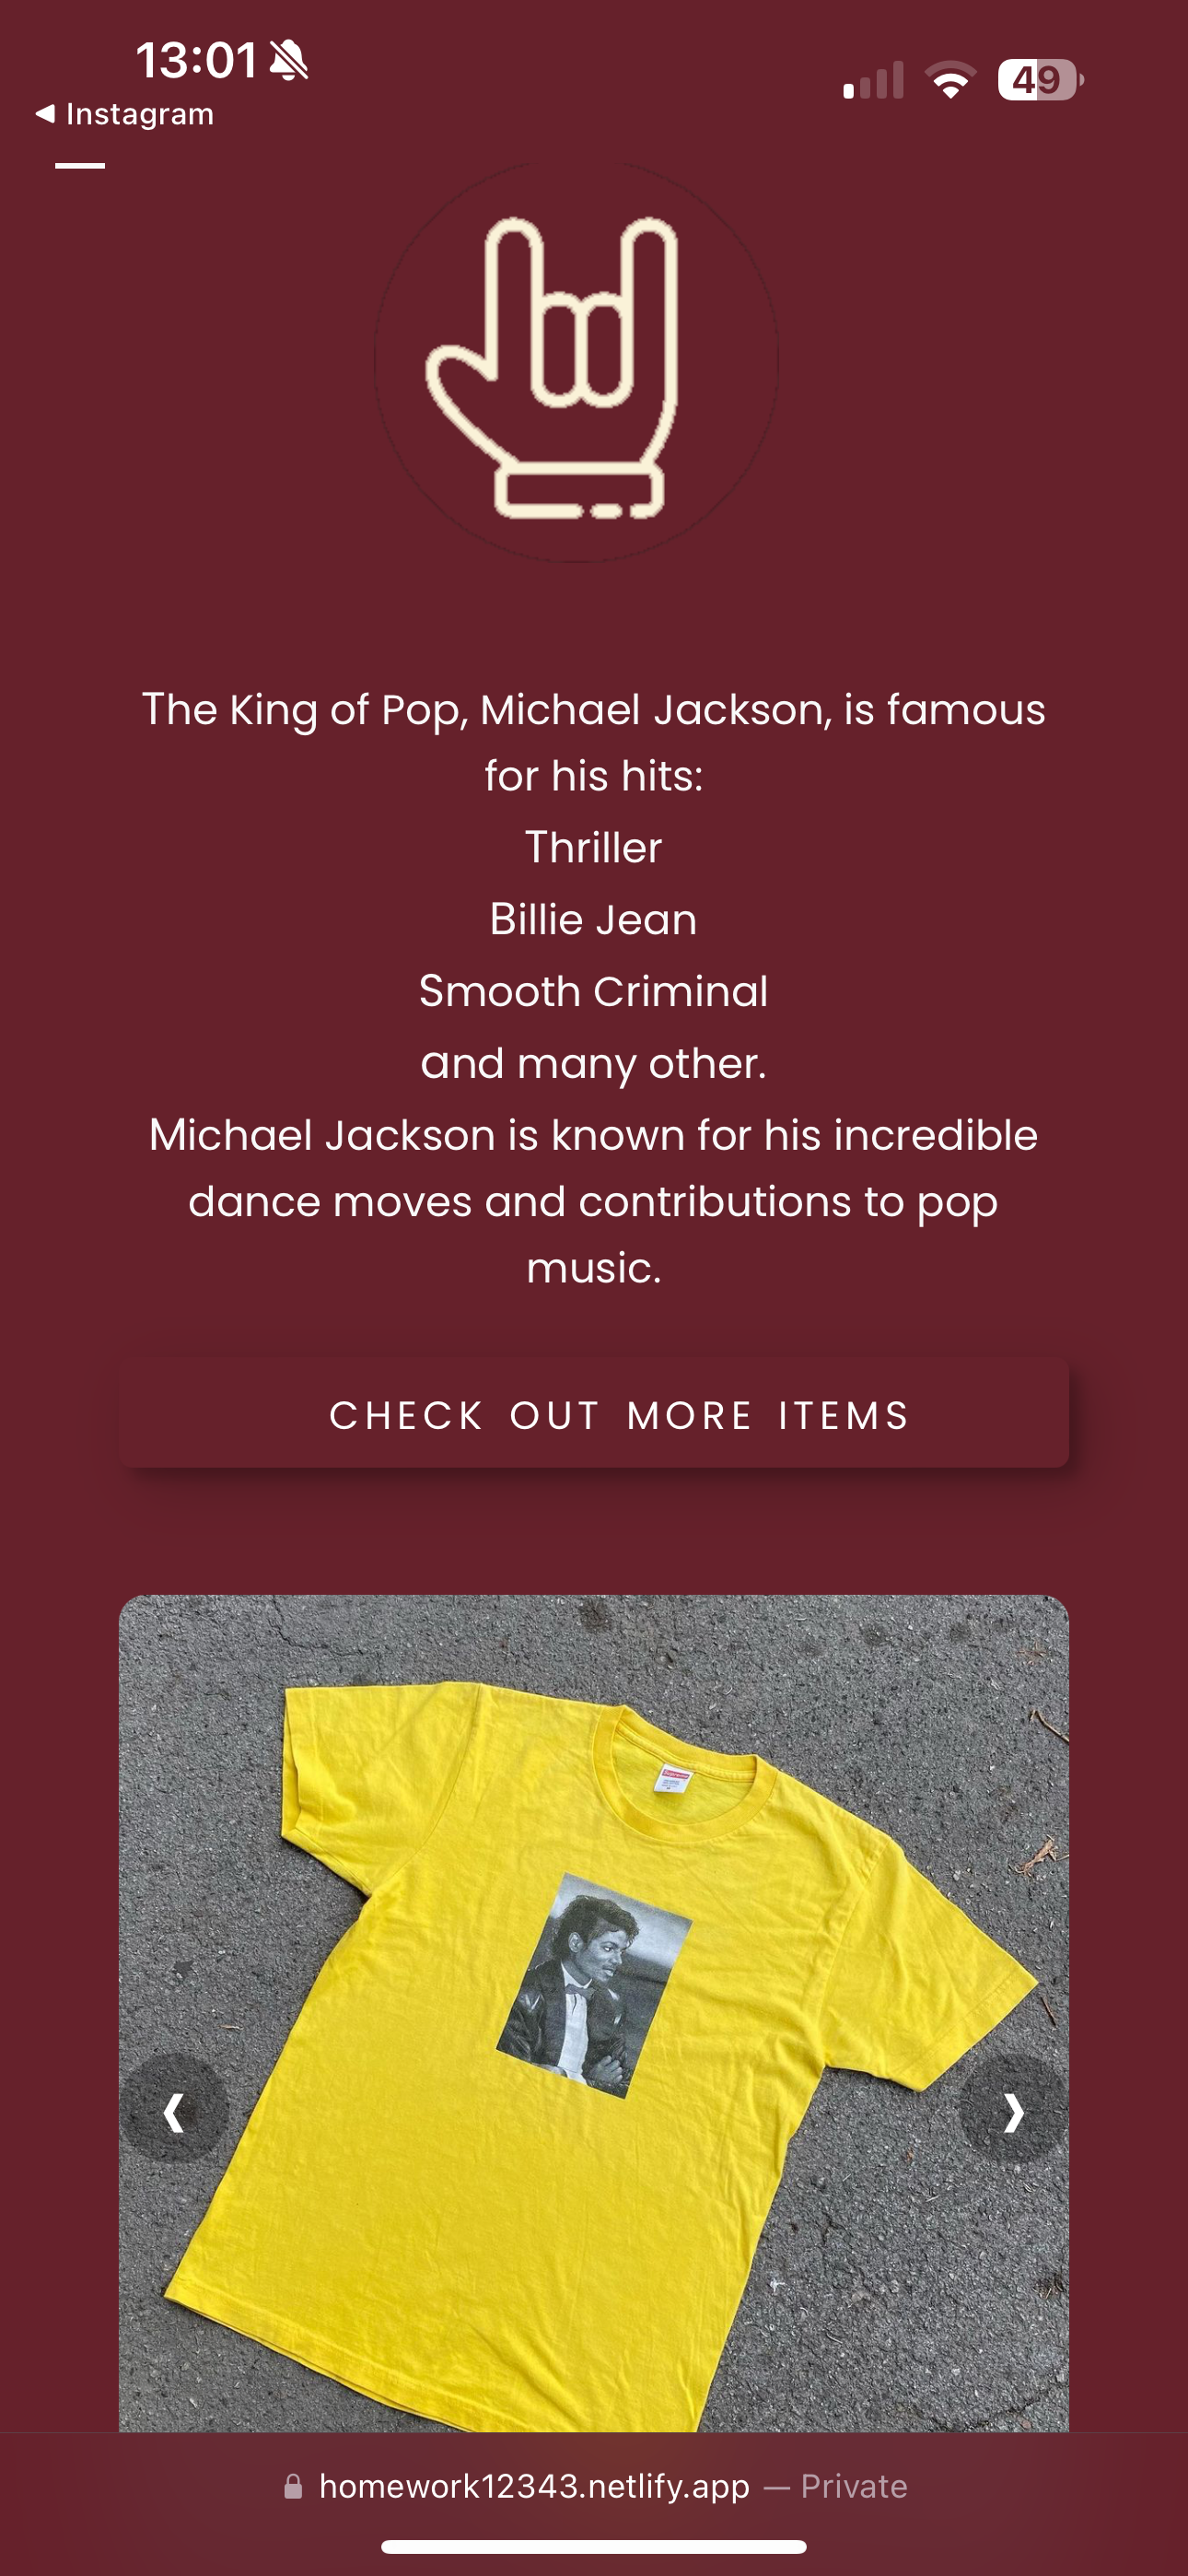 13:01
49
◀ Instagram
The King of Pop, Michael Jackson, is famous
for his hits:
Thriller
Billie Jean
Smooth Criminal
and many other.
Michael Jackson is known for his incredible
dance moves and contributions to pop
music.
CHECK OUT MORE ITEMS
Supreme
❰ ❱
homework12343.netlify.app — Private